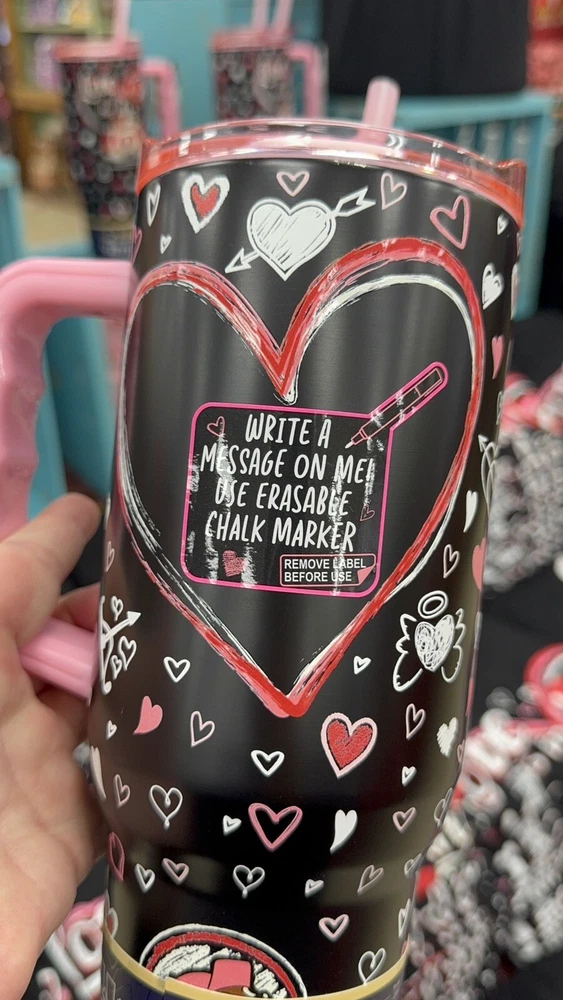 WRITE A
MESSAGE ON ME!
USE ERASABLE
CHALK MARKER
REMOVE LABEL
BEFORE USE